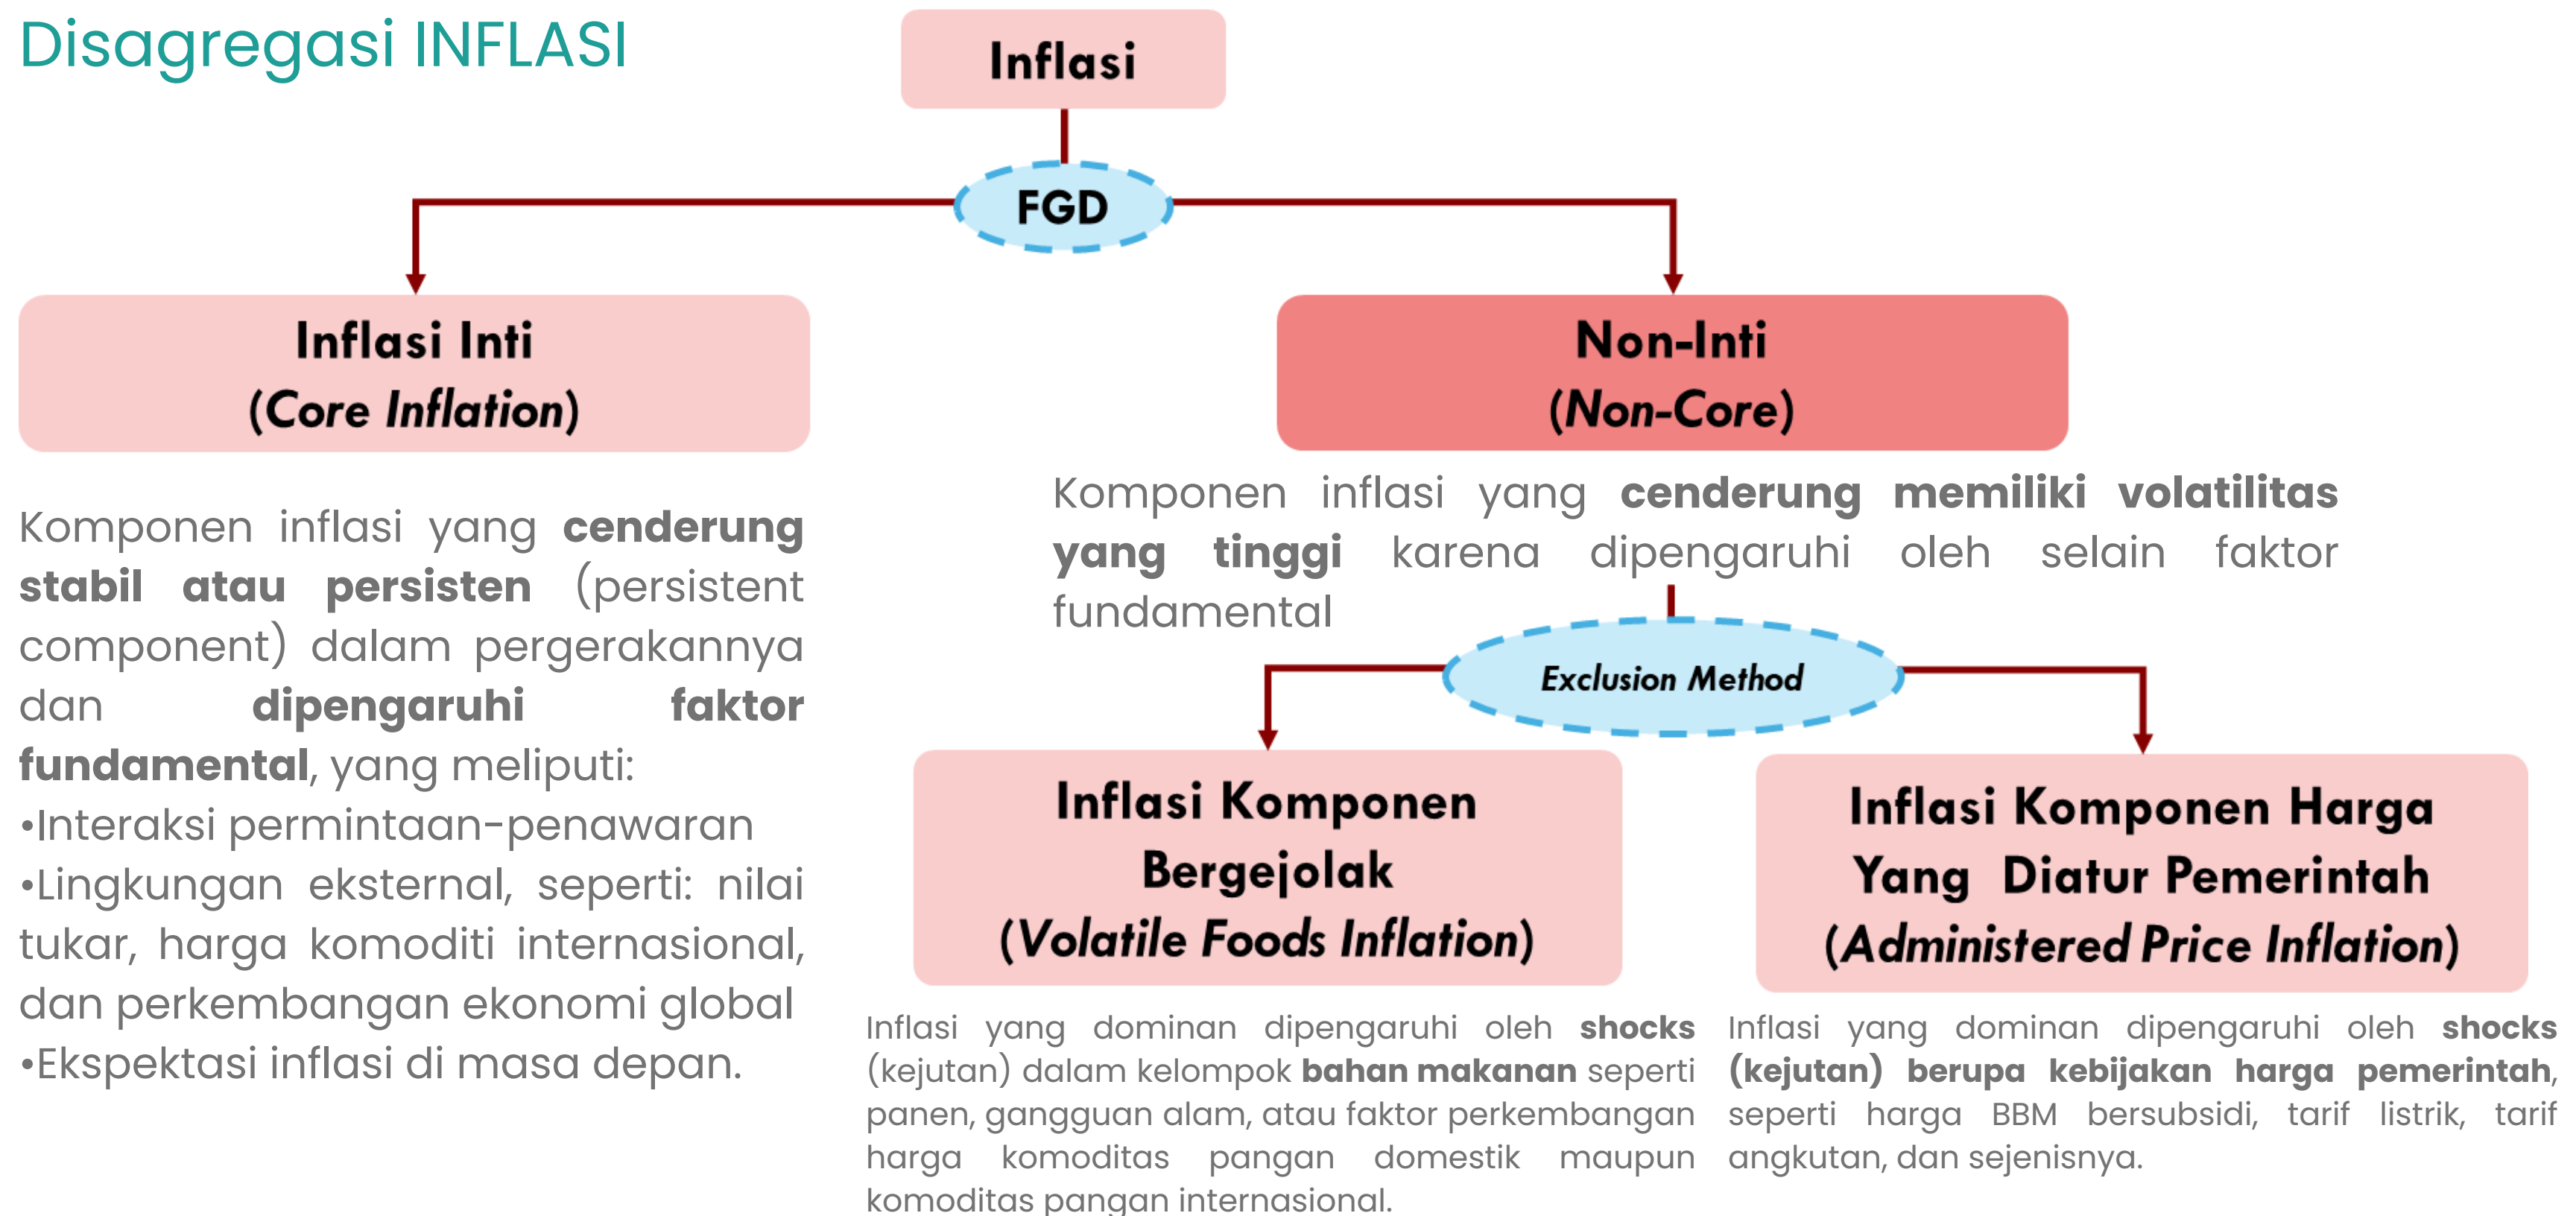 Disagregasi INFLASI
Inflasi
FGD
Inflasi Inti
(Core Inflation)
Komponen inflasi yang cenderung
stabil atau persisten (persistent
component) dalam pergerakannya
dan dipengaruhi faktor
fundamental, yang meliputi:
•Interaksi permintaan-penawaran
•Lingkungan eksternal, seperti: nilai
tukar, harga komoditi internasional,
dan perkembangan ekonomi global
•Ekspektasi inflasi di masa depan.
Non-Inti
(Non-Core)
Komponen inflasi yang cenderung memiliki volatilitas
yang tinggi karena dipengaruhi oleh selain faktor
fundamental
Exclusion Method
Inflasi Komponen
Bergejolak
(Volatile Foods Inflation)
Inflasi yang dominan dipengaruhi oleh shocks
(kejutan) dalam kelompok bahan makanan seperti
panen, gangguan alam, atau faktor perkembangan
harga komoditas pangan domestik maupun
komoditas pangan internasional.
Inflasi Komponen Harga
Yang Diatur Pemerintah
(Administered Price Inflation)
Inflasi yang dominan dipengaruhi oleh shocks
(kejutan) berupa kebijakan harga pemerintah,
seperti harga BBM bersubsidi, tarif listrik, tarif
angkutan, dan sejenisnya.